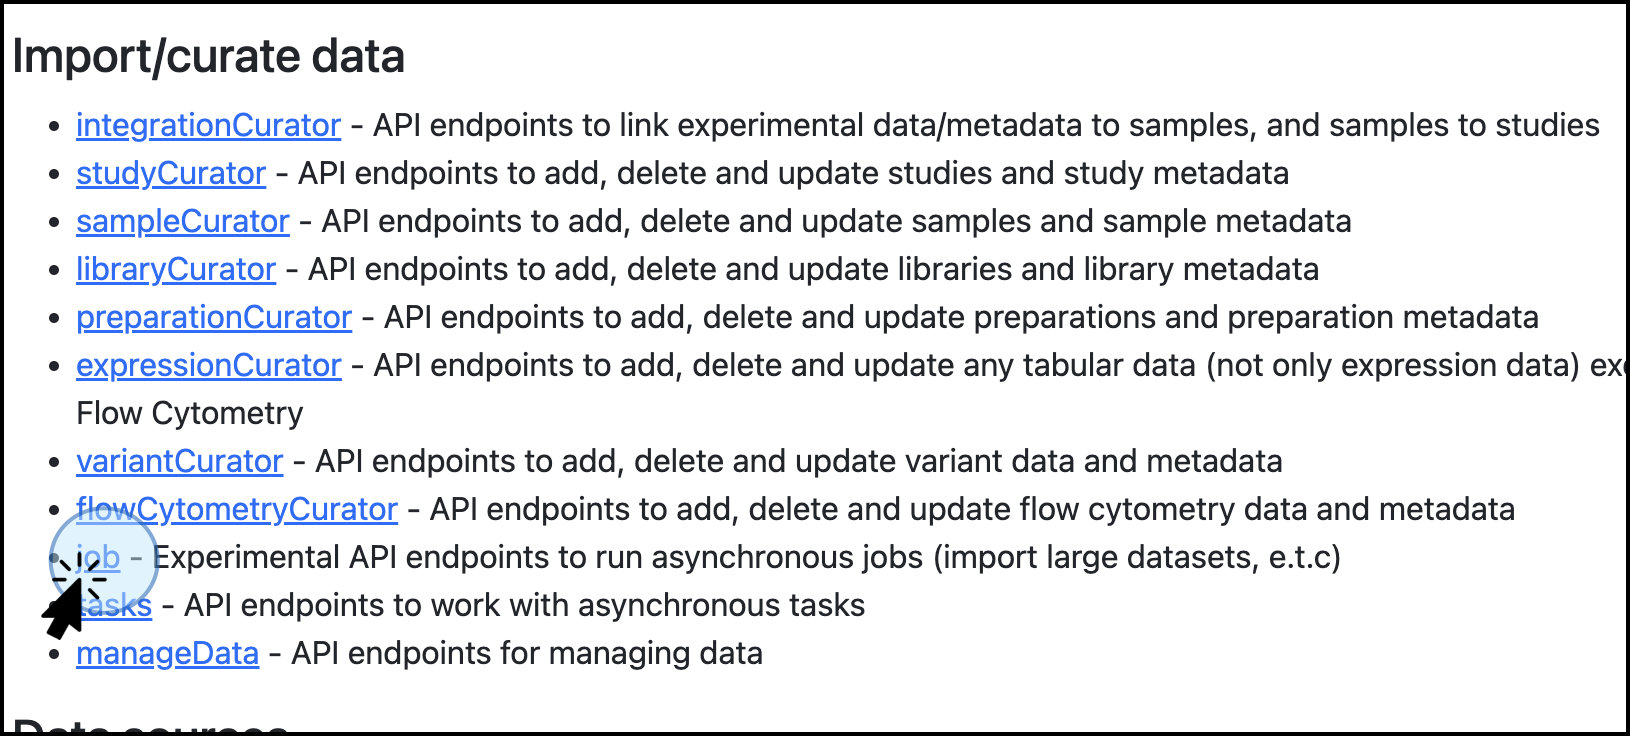 Import/curate data
• integrationCurator - API endpoints to link experimental data/metadata to samples, and samples to studies
• studyCurator - API endpoints to add, delete and update studies and study metadata
• sampleCurator - API endpoints to add, delete and update samples and sample metadata
• libraryCurator - API endpoints to add, delete and update libraries and library metadata
• preparationCurator - API endpoints to add, delete and update preparations and preparation metadata
• expressionCurator - API endpoints to add, delete and update any tabular data (not only expression data)
Flow Cytometry
• variantCurator - API endpoints to add, delete and update variant data and metadata
• flowCytometryCurator - API endpoints to add, delete and update flow cytometry data and metadata
• job - Experimental API endpoints to run asynchronous jobs (import large datasets, e.t.c)
• tasks - API endpoints to work with asynchronous tasks
• manageData - API endpoints for managing data
Data sources